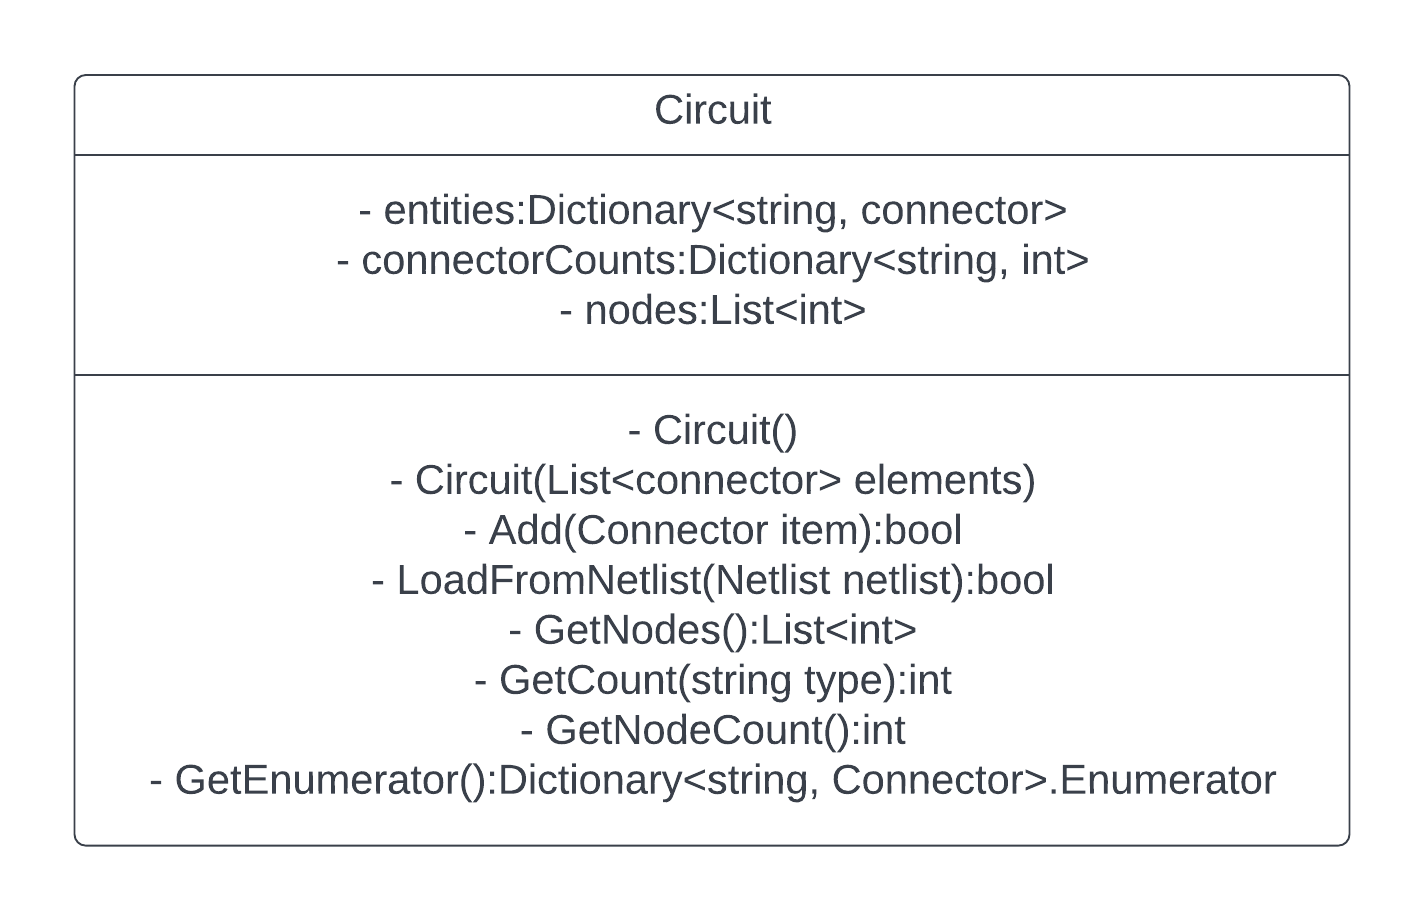 Circuit
- entities:Dictionary<string, connector>
- connectorCounts:Dictionary<string, int>
- nodes:List<int>
- Circuit()
- Circuit(List<connector> elements)
- Add(Connector item):bool
- LoadFromNetlist(Netlist netlist):bool
- GetNodes():List<int>
- GetCount(string type):int
- GetNodeCount():int
- GetEnumerator():Dictionary<string, Connector>.Enumerator